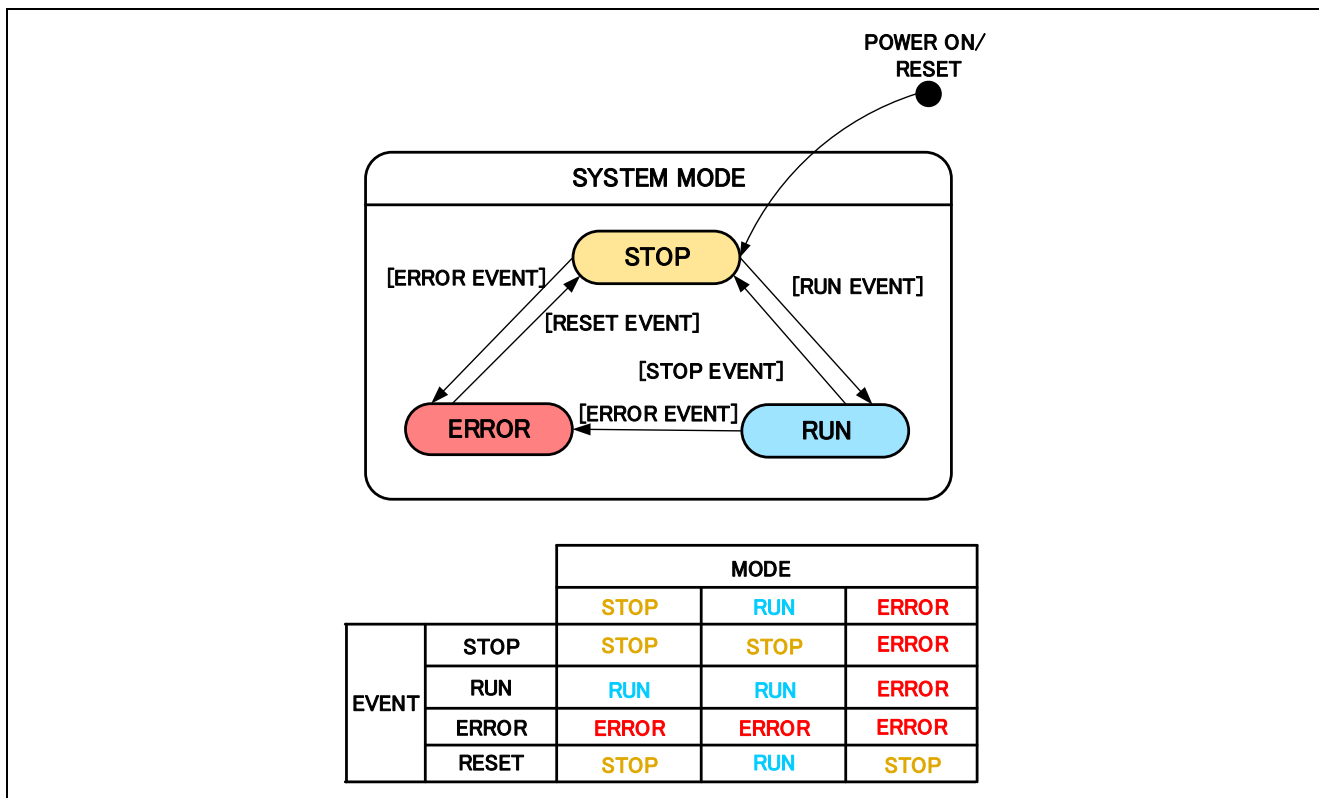 POWER ON/
RESET
SYSTEM MODE
STOP
[ERROR EVENT]
[RUN EVENT]
[RESET EVENT]
[STOP EVENT]
[ERROR EVENT]
ERROR
RUN
MODE
STOP RUN ERROR
EVENT
STOP STOP STOP ERROR
RUN RUN RUN ERROR
ERROR ERROR ERROR ERROR
RESET STOP RUN STOP